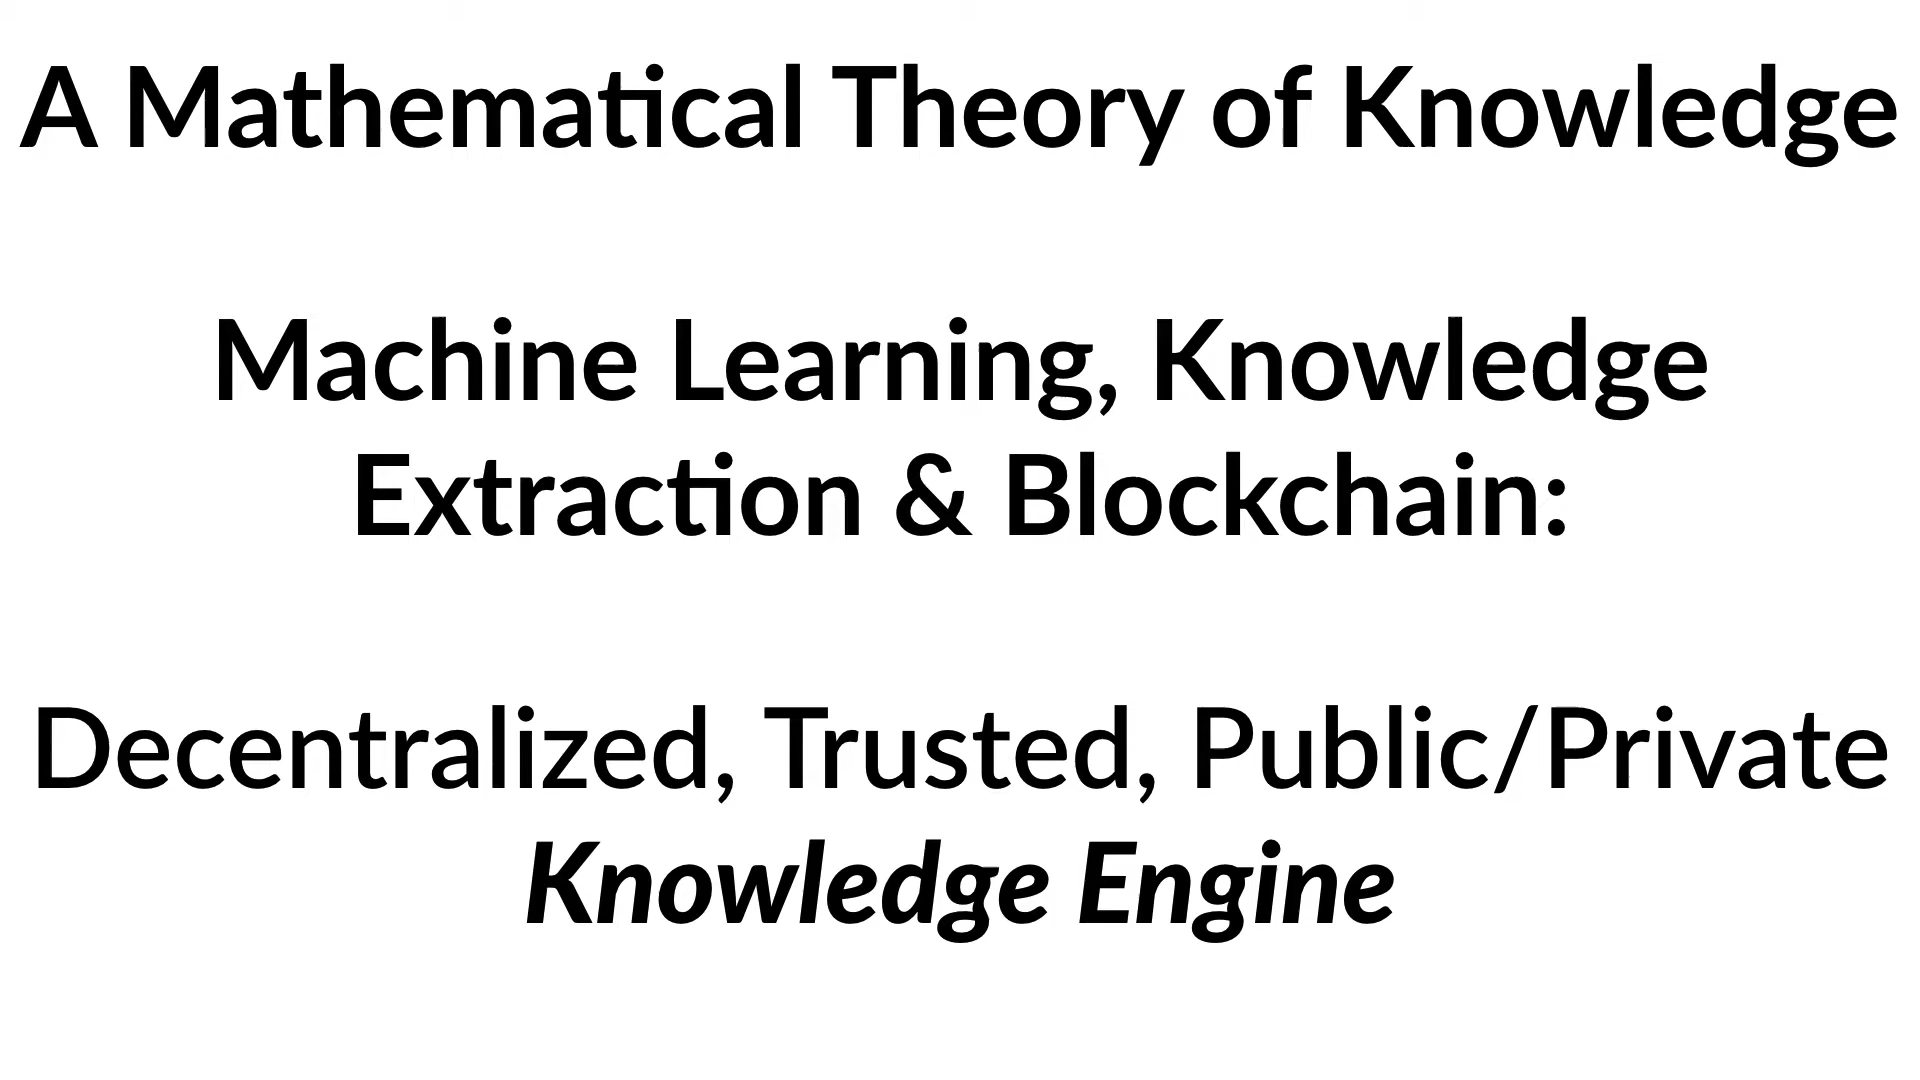 A Mathematical Theory of Knowledge
Machine Learning, Knowledge
Extraction & Blockchain:
Decentralized, Trusted, Public/Private
Knowledge Engine